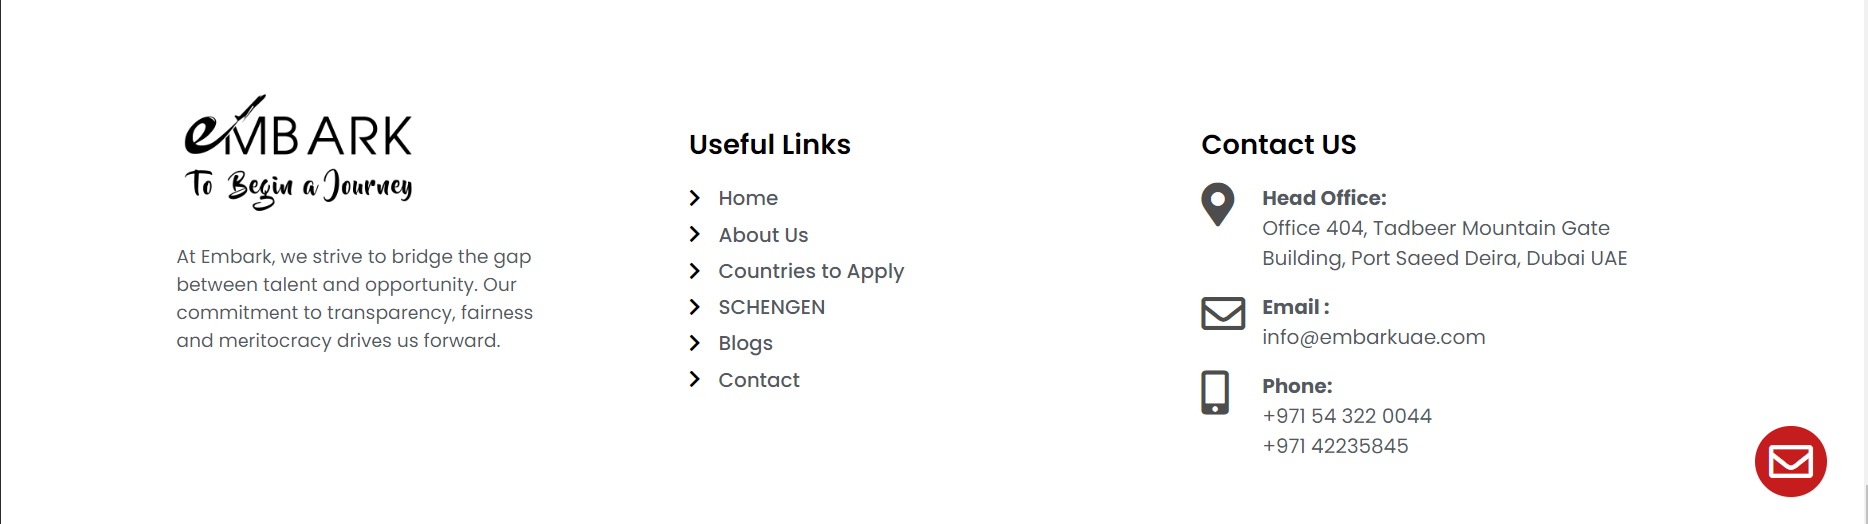 eMBARK
To Begin a Journey
At Embark, we strive to bridge the gap
between talent and opportunity. Our
commitment to transparency, fairness
and meritocracy drives us forward.
Useful Links
Home
About Us
Countries to Apply
SCHENGEN
Blogs
Contact
Contact US
Head Office:
Office 404, Tadbeer Mountain Gate
Building, Port Saeed Deira, Dubai UAE
Email :
info@embarkuae.com
Phone:
+971 54 322 0044
+971 42235845